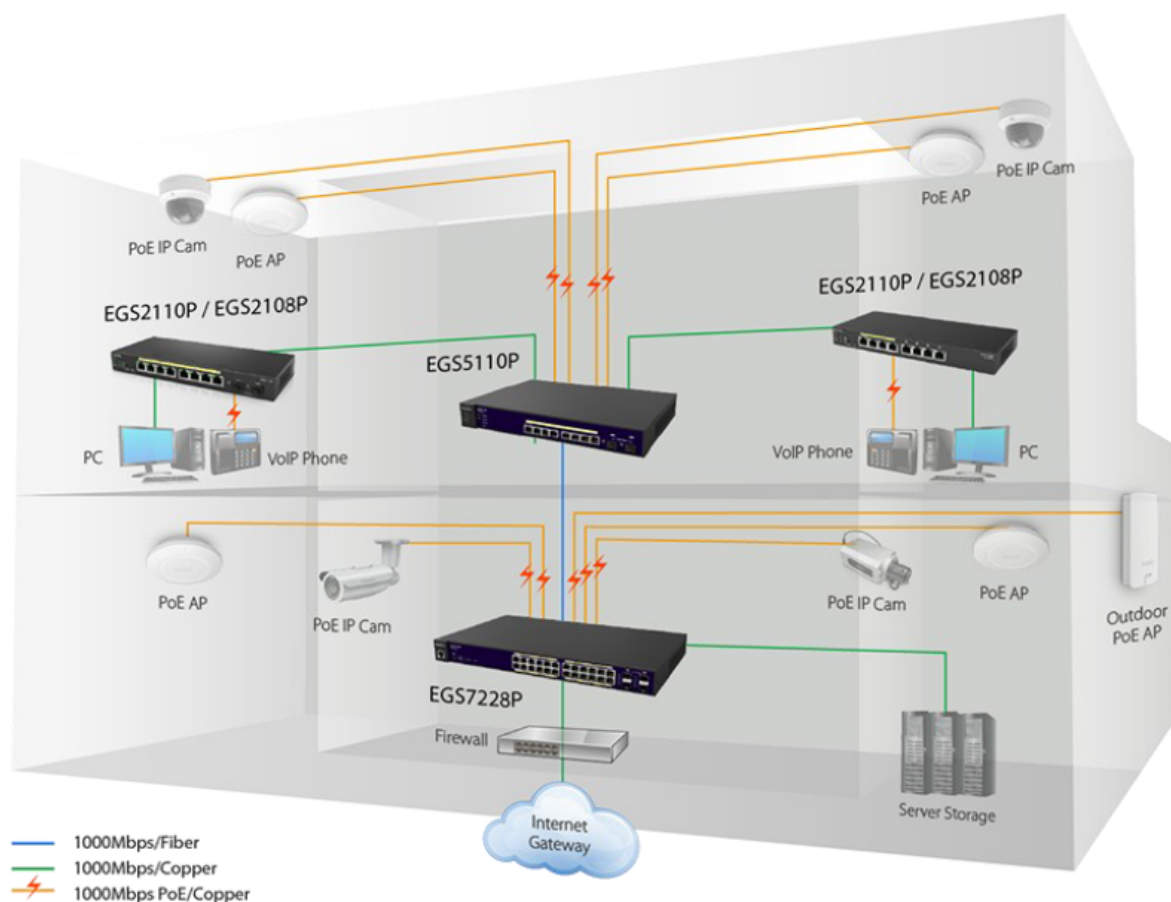 PoE IP Cam
PoE AP
PoE AP
PoE IP Cam
EGS2110P / EGS2108P
EGS5110P
EGS2110P / EGS2108P
PC
VoIP Phone
VoIP Phone
PC
PoE AP
PoE IP Cam
PoE IP Cam
PoE AP
Outdoor
PoE AP
EGS7228P
Firewall
Server Storage
Internet
Gateway
1000Mbps/Fiber
1000Mbps/Copper
1000Mbps PoE/Copper